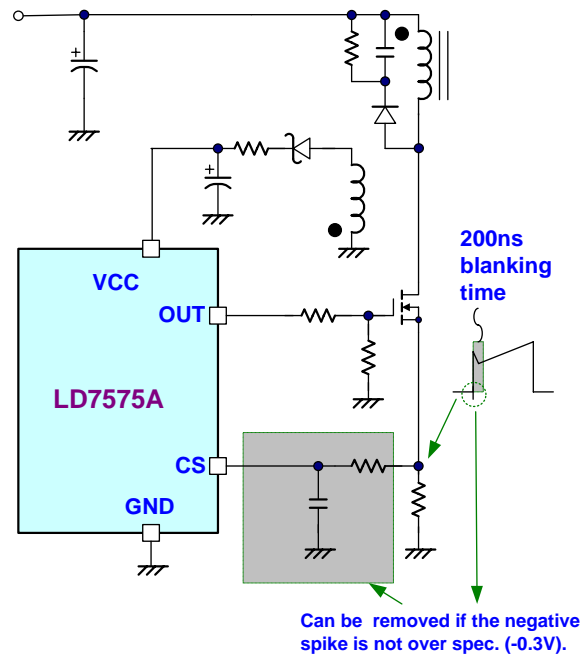 200ns
blanking
time
VCC
OUT
LD7575A
CS
GND
+
+
Can be removed if the negative
spike is not over spec. (-0.3V).